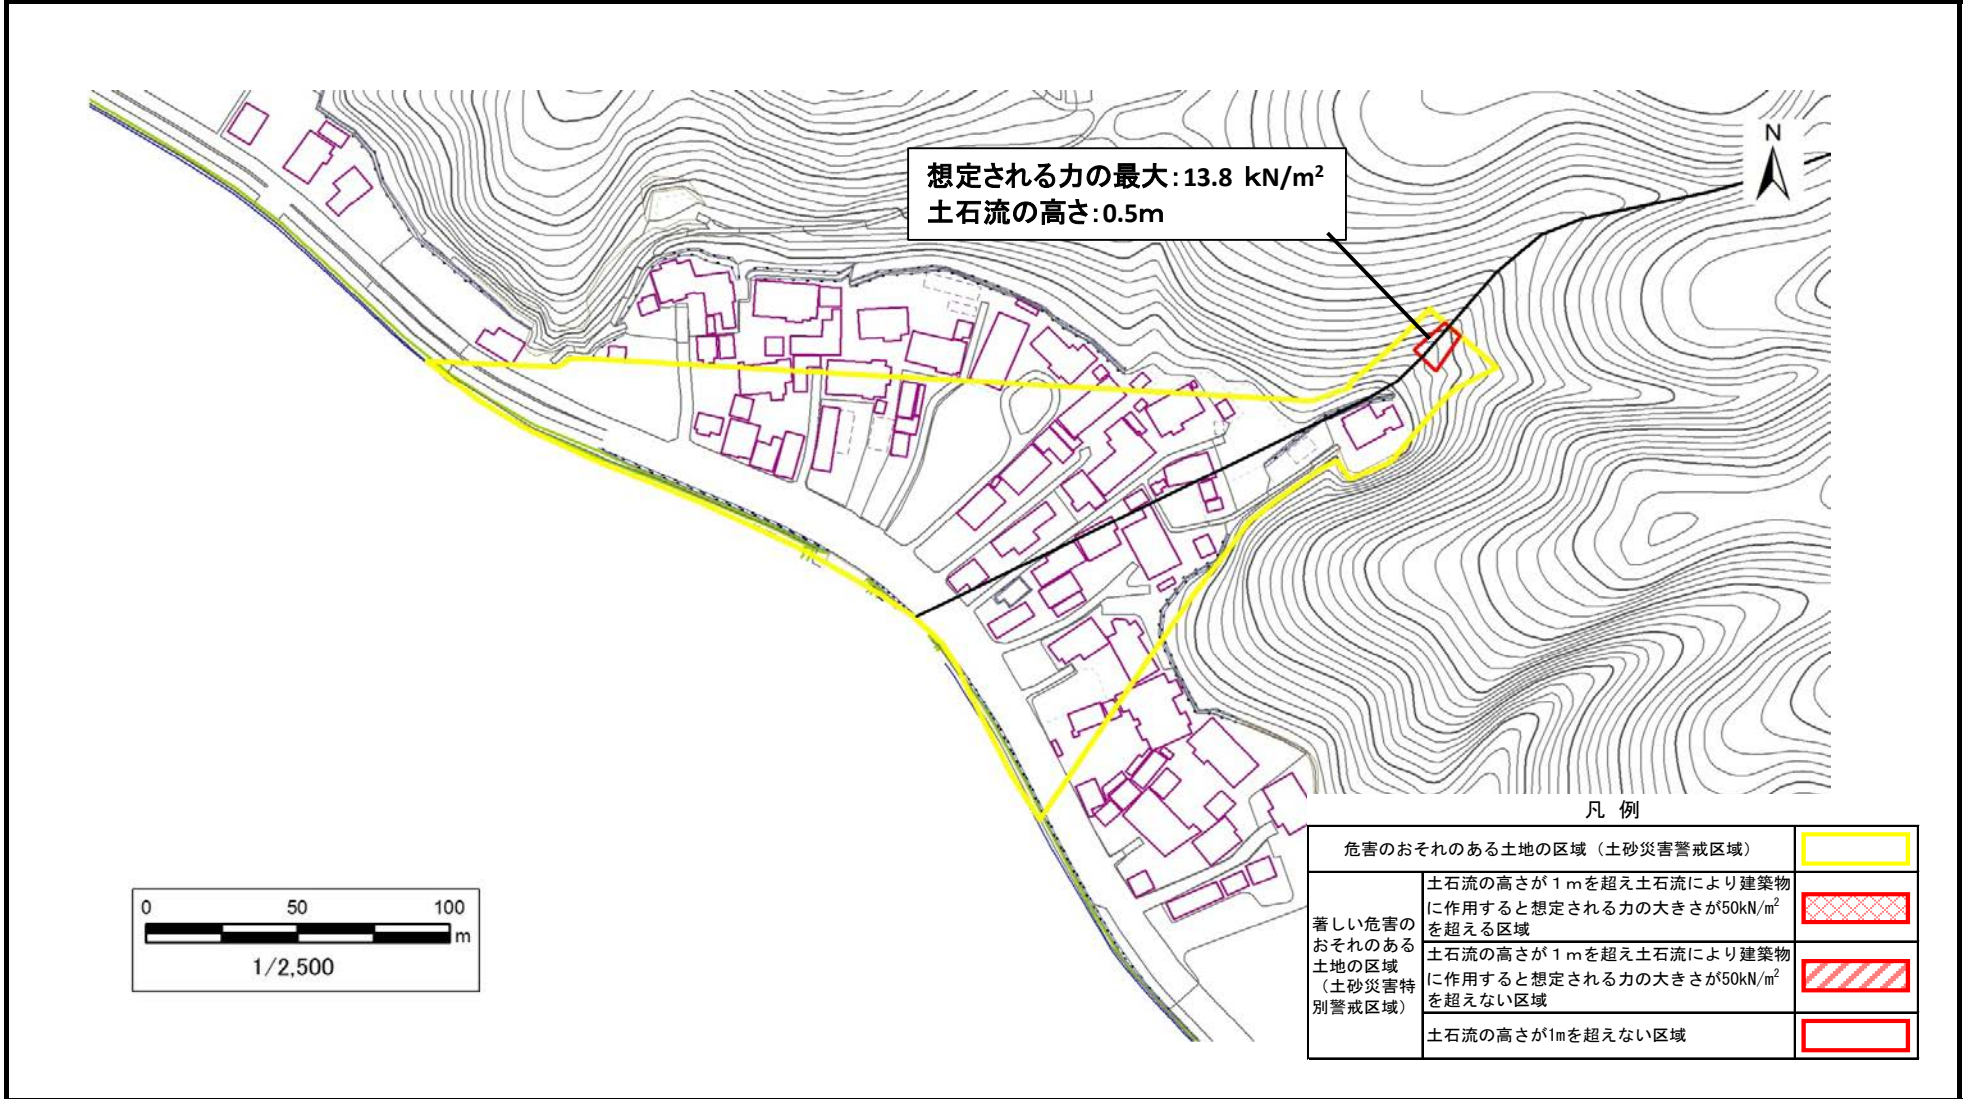 想定される力の最大：13.8 kN/m²
土石流の高さ：0.5m
N
0 50 100
m
1/2,500
凡 例
危害のおそれのある土地の区域（土砂災害警戒区域）
著しい危害の
おそれのある
土地の区域
（土砂災害特
別警戒区域）
土石流の高さが１ｍを超え土石流により建築物
に作用すると想定される力の大きさが50kN/㎡
を超える区域
土石流の高さが１ｍを超え土石流により建築物
に作用すると想定される力の大きさが50kN/㎡
を超えない区域
土石流の高さが1mを超えない区域